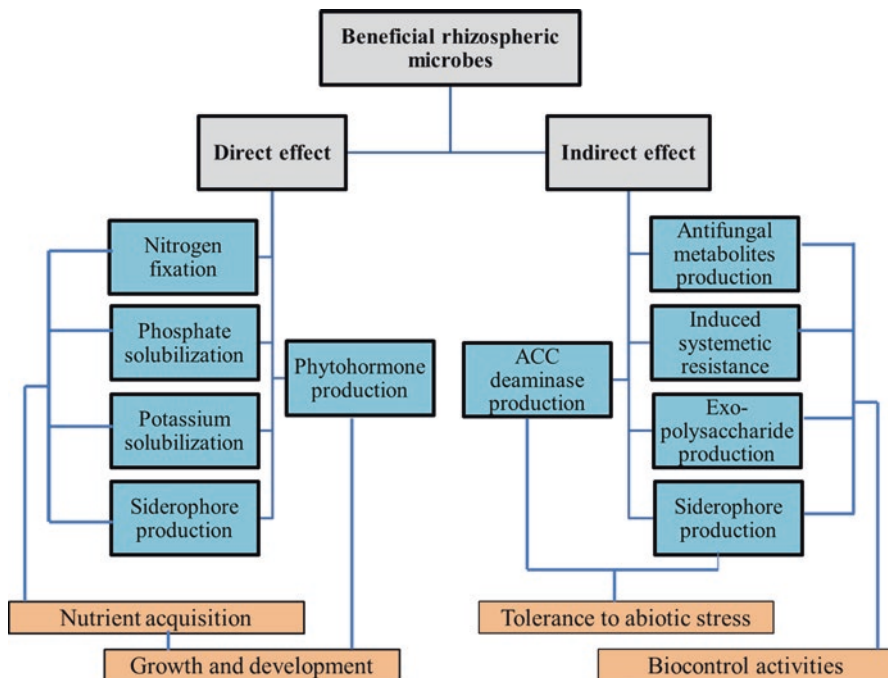 Beneficial rhizospheric
microbes
Direct effect
Indirect effect
Nitrogen
fixation
Phosphate
solubilization
Potassium
solubilization
Siderophore
production
Phytohormone
production
ACC
deaminase
production
Antifungal
metabolites
production
Induced
systemetic
resistance
Exo-
polysaccharide
production
Siderophore
production
Nutrient acquisition
Growth and development
Tolerance to abiotic stress
Biocontrol activities